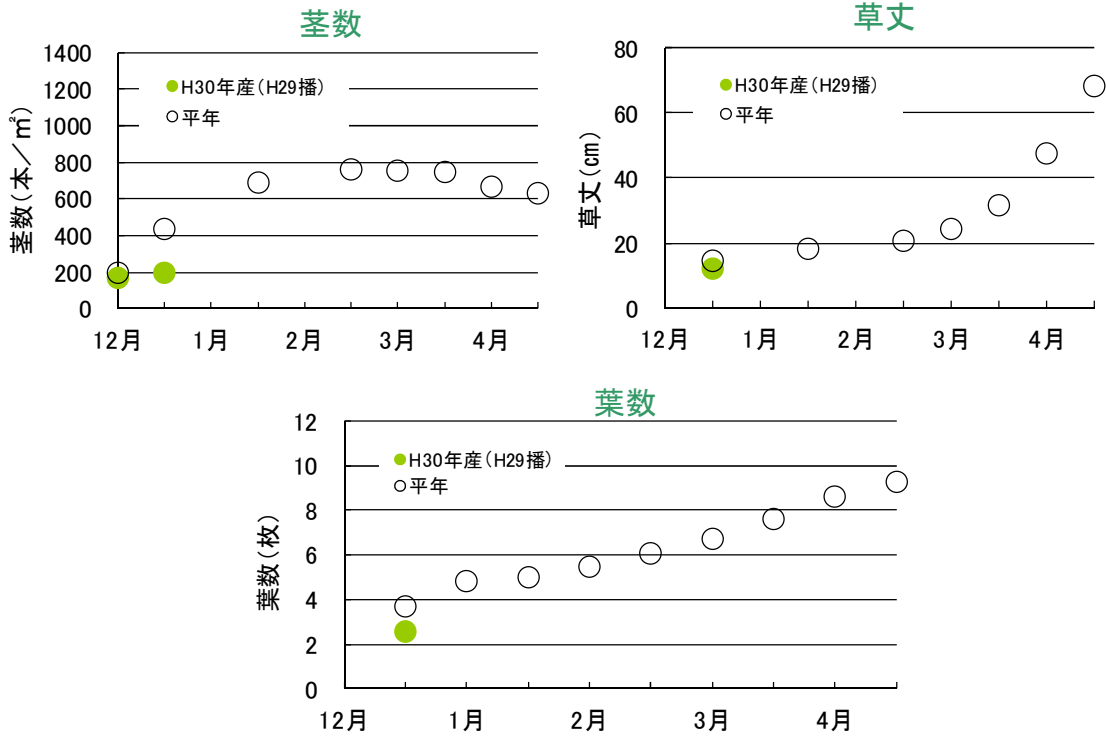 茎数
茎数(本/㎡)
1400
1200
1000
800
600
400
200
0
H30年産(H29播)
平年
12月 1月 2月 3月 4月
草丈
草丈(cm)
80
60
40
20
0
H30年産(H29播)
平年
12月 1月 2月 3月 4月
葉数
葉数(枚)
12
10
8
6
4
2
0
H30年産(H29播)
平年
12月 1月 2月 3月 4月